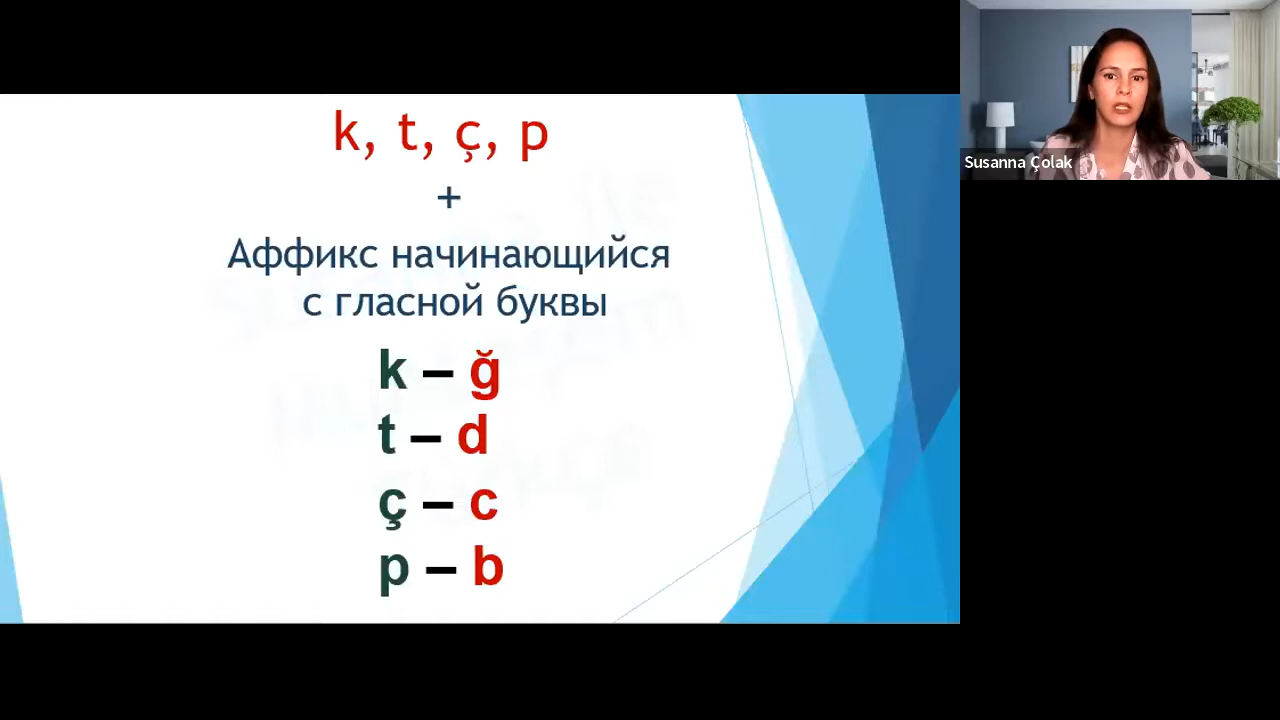 k, t, ç, p
+
Аффикс начинающийся
с гласной буквы
k – ğ
t – d
ç – c
p – b
Susanna Çolak